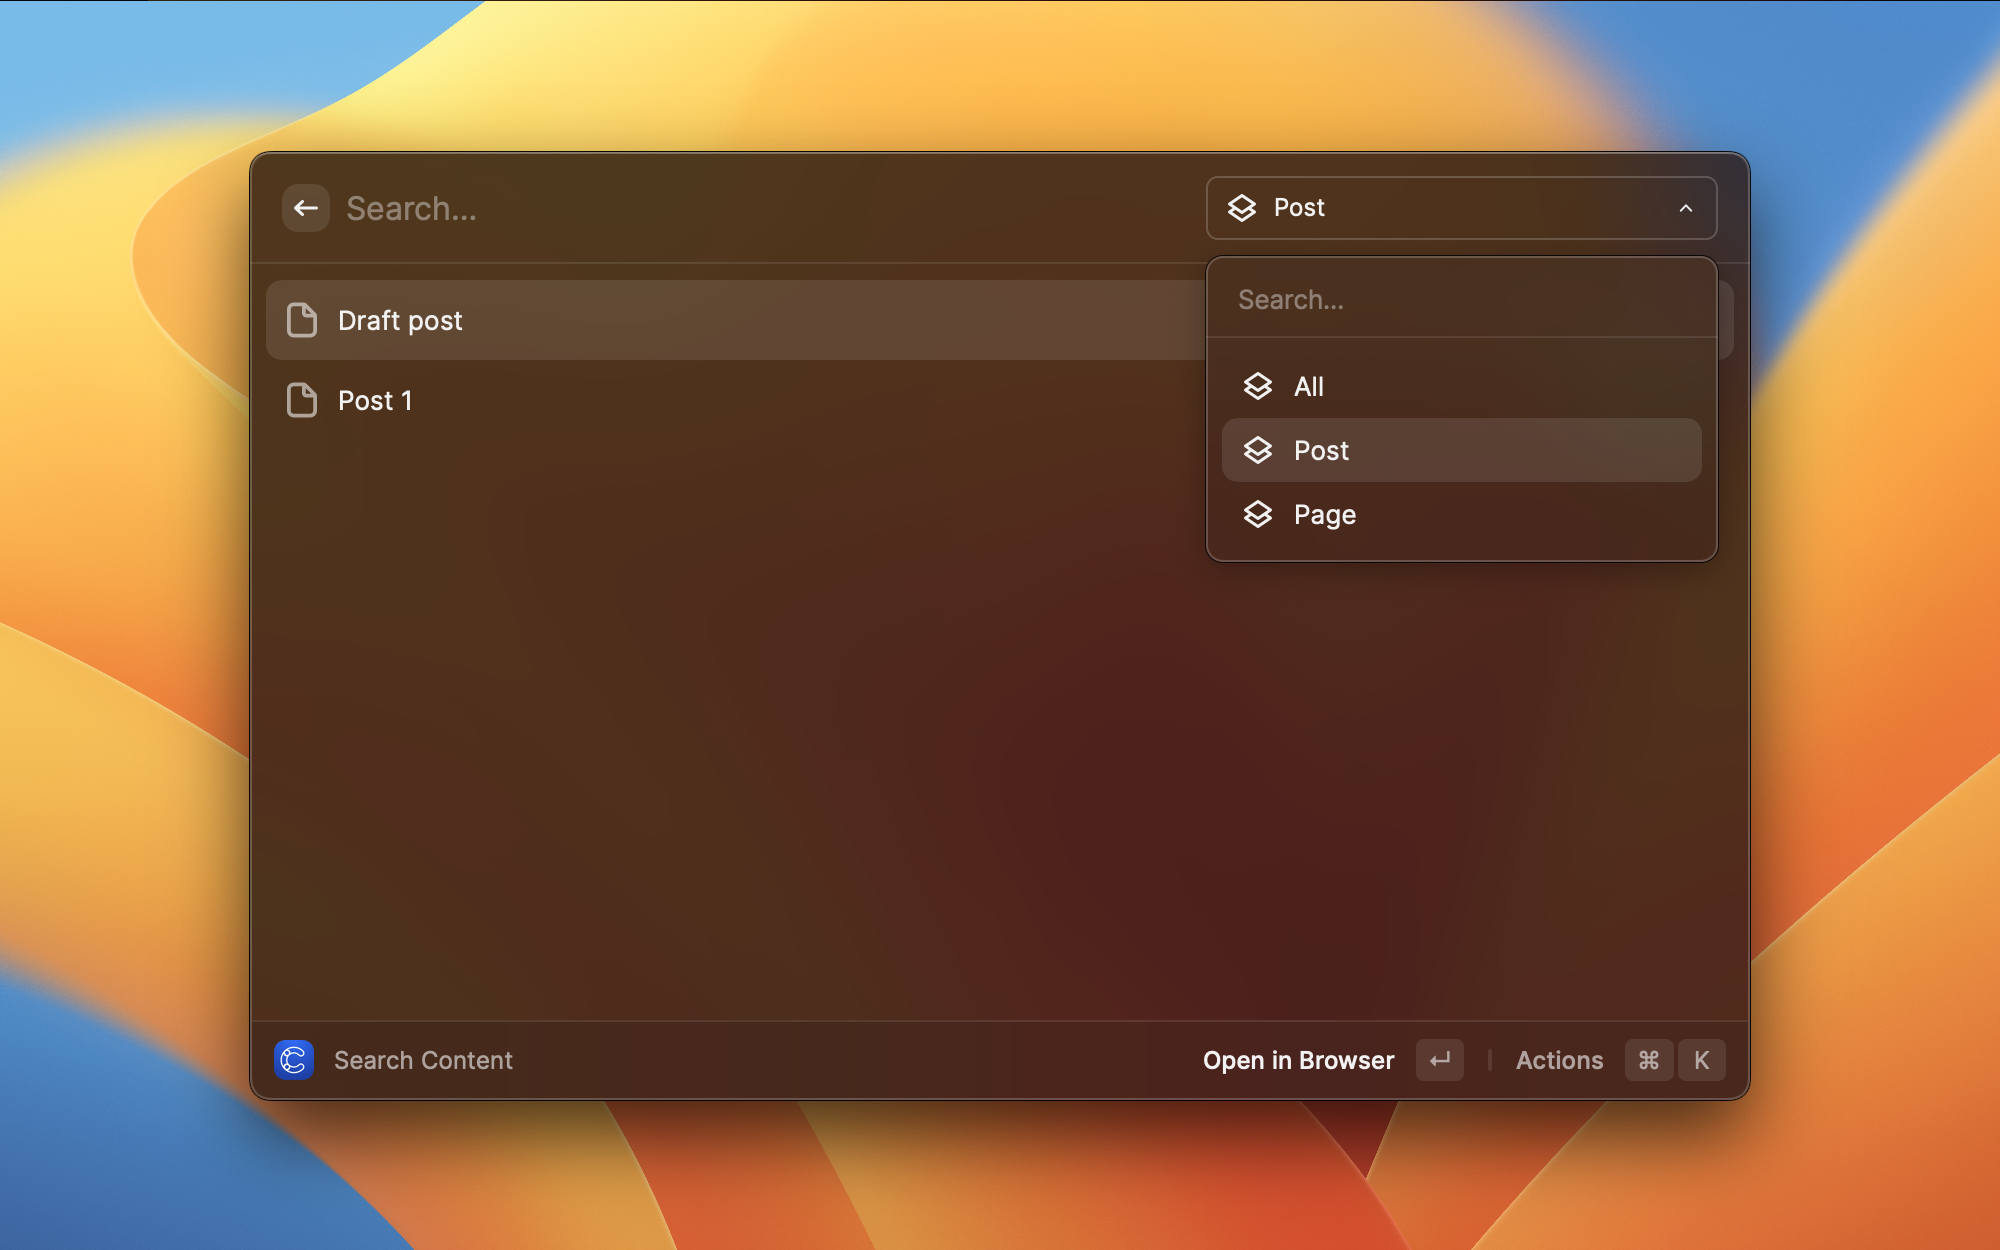 Search...
Post
Search...
All
Post
Page
Draft post
Post 1
Search Content
Open in Browser
Actions
⌘ K